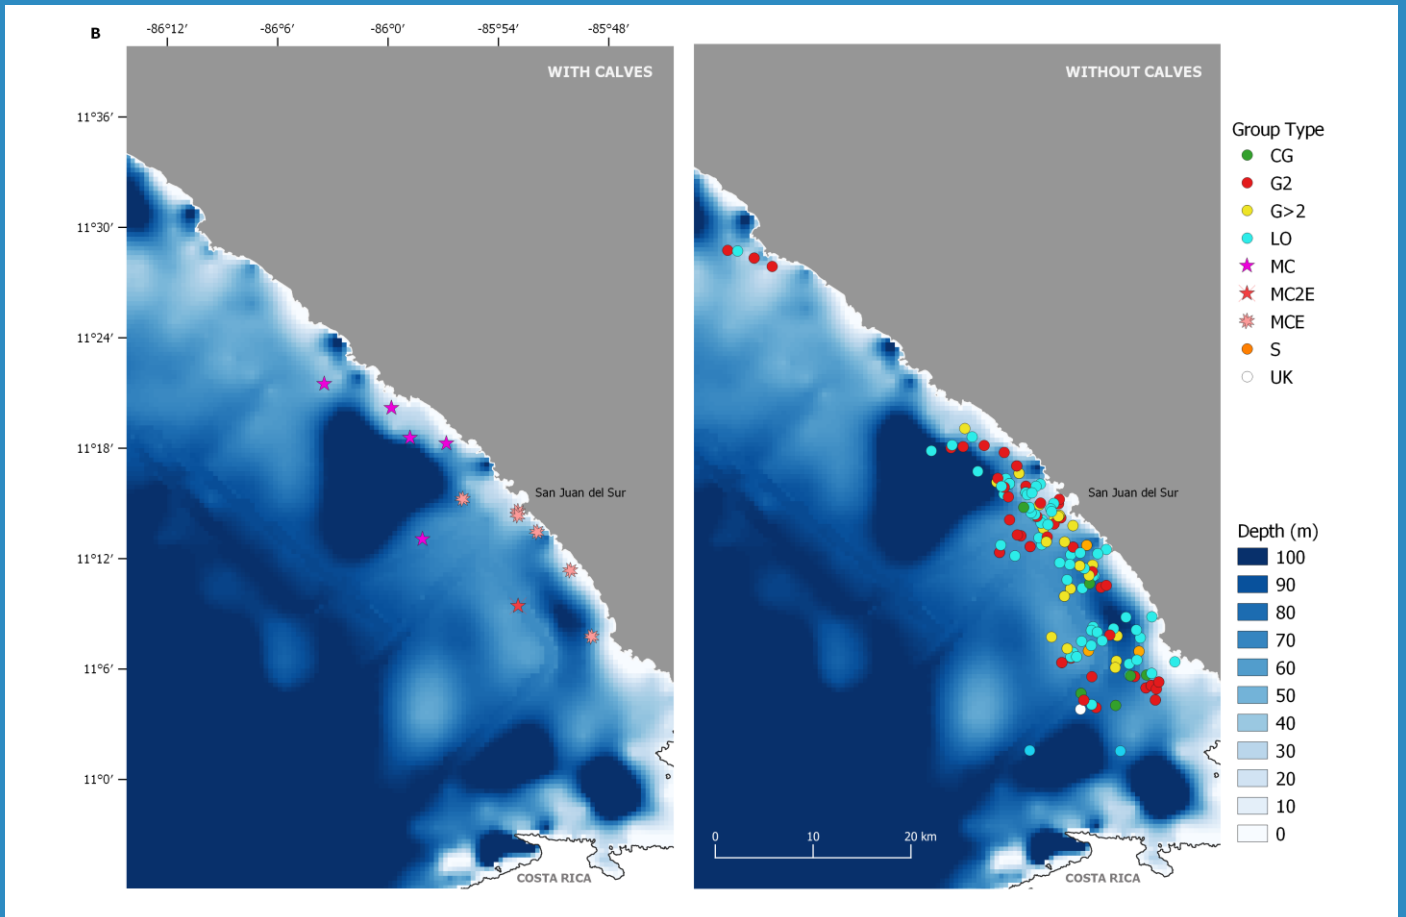 B
-86°12′ -86°6′ -86°0′ -85°54′ -85°48′
WITH CALVES
11°36′
11°30′
11°24′
11°18′
11°12′
11°6′
11°0′
San Juan del Sur
COSTA RICA
WITHOUT CALVES
San Juan del Sur
0 10 20 km
COSTA RICA
Group Type
CG
G2
G>2
LO
MC
MC2E
MCE
S
UK
Depth (m)
100
90
80
70
60
50
40
30
20
10
0